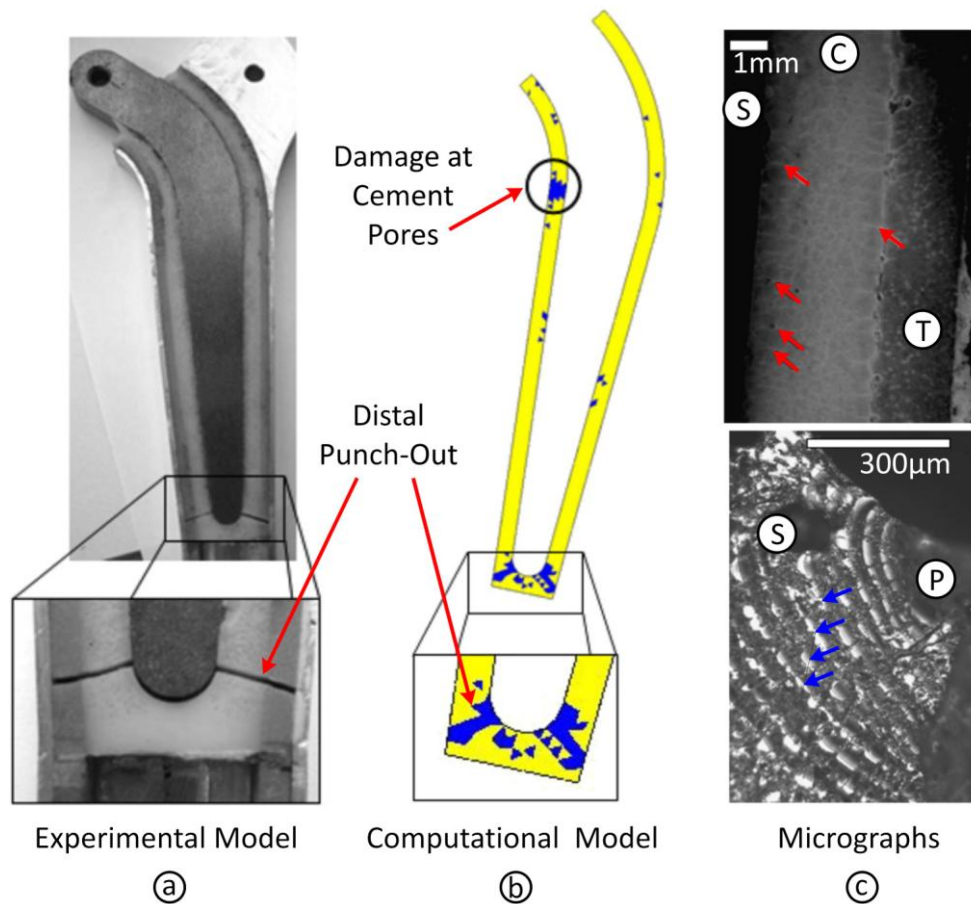 Damage at
Cement
Pores
Distal
Punch-Out
1mm
C
S
T
300μm
S
P
Experimental Model
Computational Model
Micrographs
a
b
c